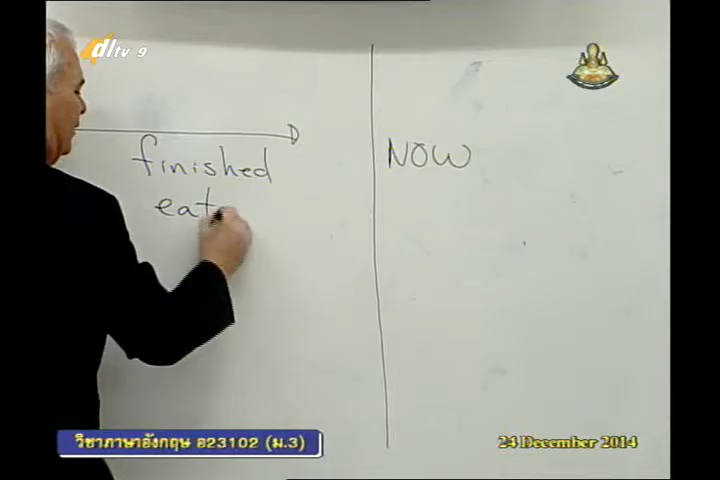 dltv 9
finished
NOW
eat
วิชาภาษาอังกฤษ อ23102 (ม.3)
24 December 2014